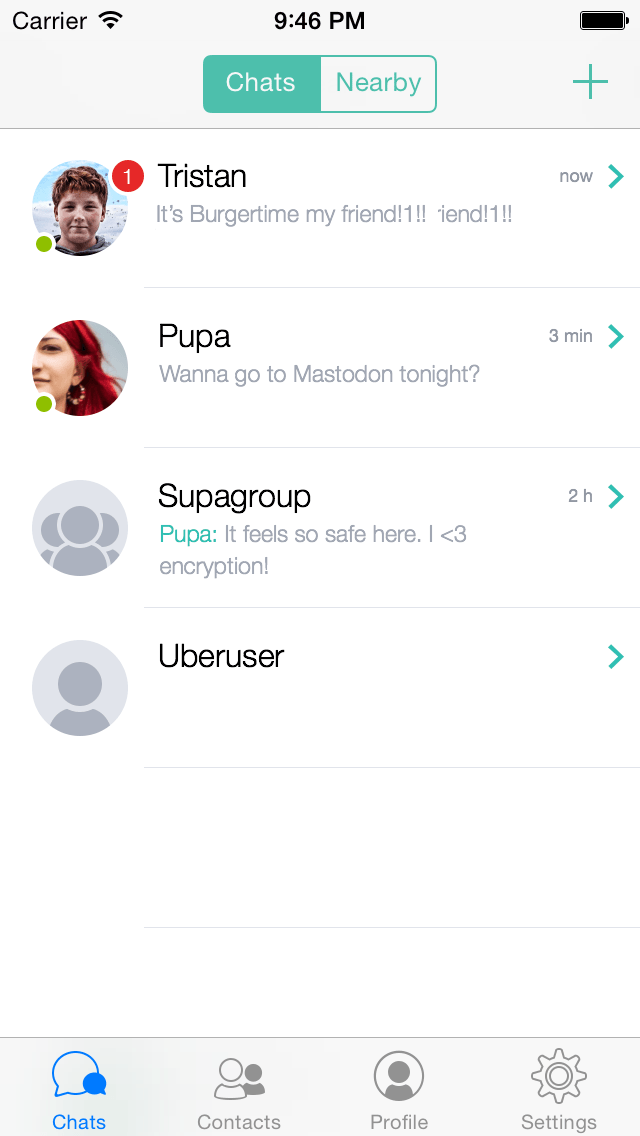 Carrier 9:46 PM
Chats Nearby
1 Tristan now
It's Burgertime my friend!1!! iend!1!!
Pupa 3 min
Wanna go to Mastodon tonight?
Supagroup 2 h
Pupa: It feels so safe here. I <3
encryption!
Uberuser
Chats Contacts Profile Settings